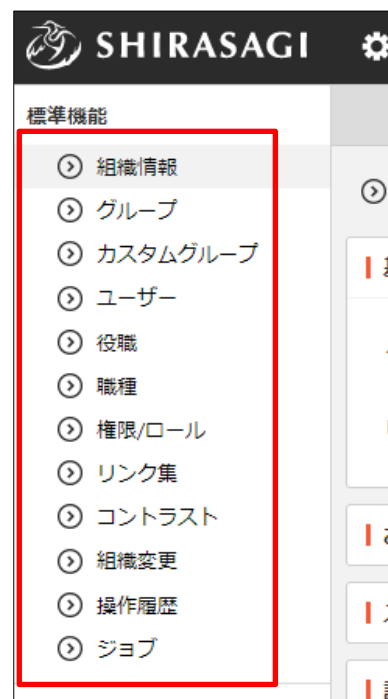 SHIRASAGI
標準機能
組織情報
グループ
カスタムグループ
ユーザー
役職
職種
権限/ロール
リンク集
コントラスト
組織変更
操作履歴
ジョブ